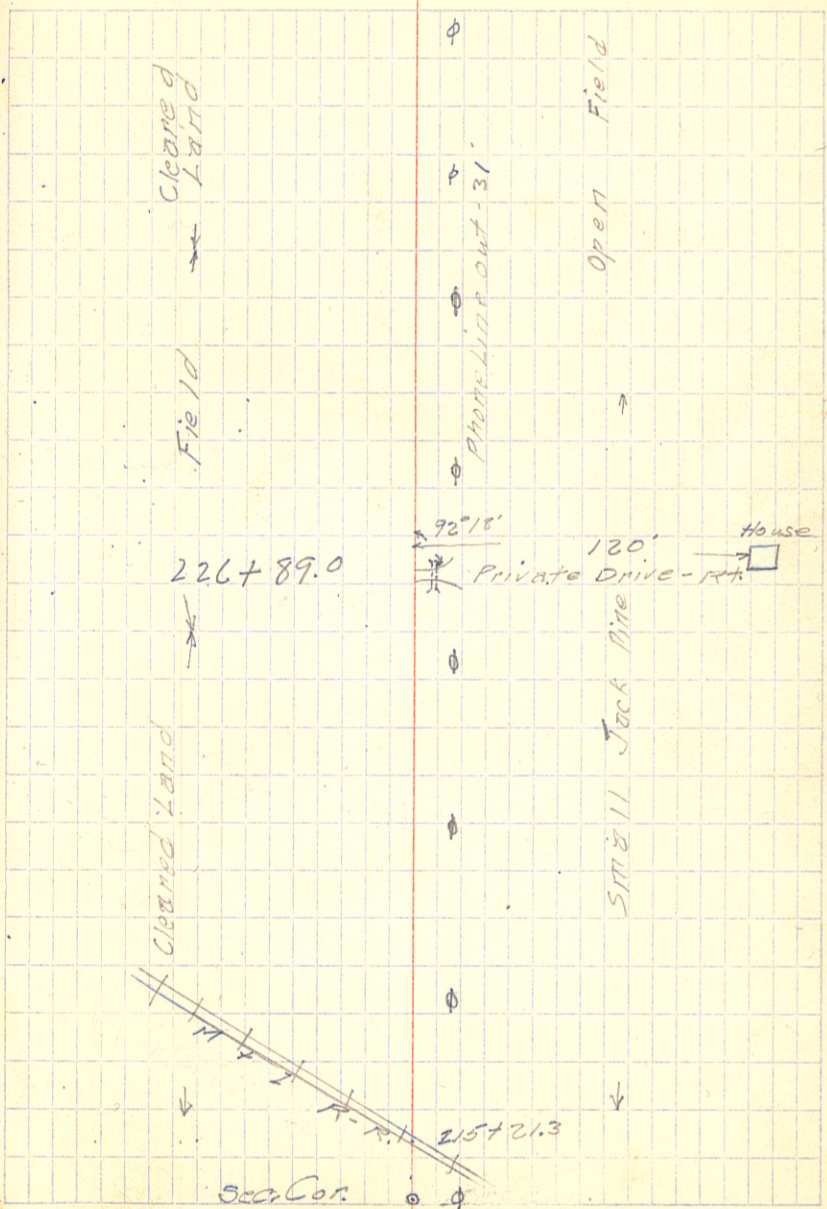 Cleared
Land
Open Field
Phone Line out - 31'
Field
92°18'
House
120'
226+89.0
Private Drive - Rt.
Small Jack Pine
Cleared Land
R-R.
215+21.3
Sec. Cor.